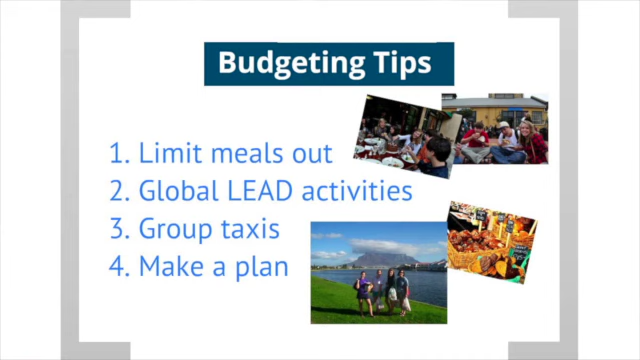 Budgeting Tips
1. Limit meals out
2. Global LEAD activities
3. Group taxis
4. Make a plan